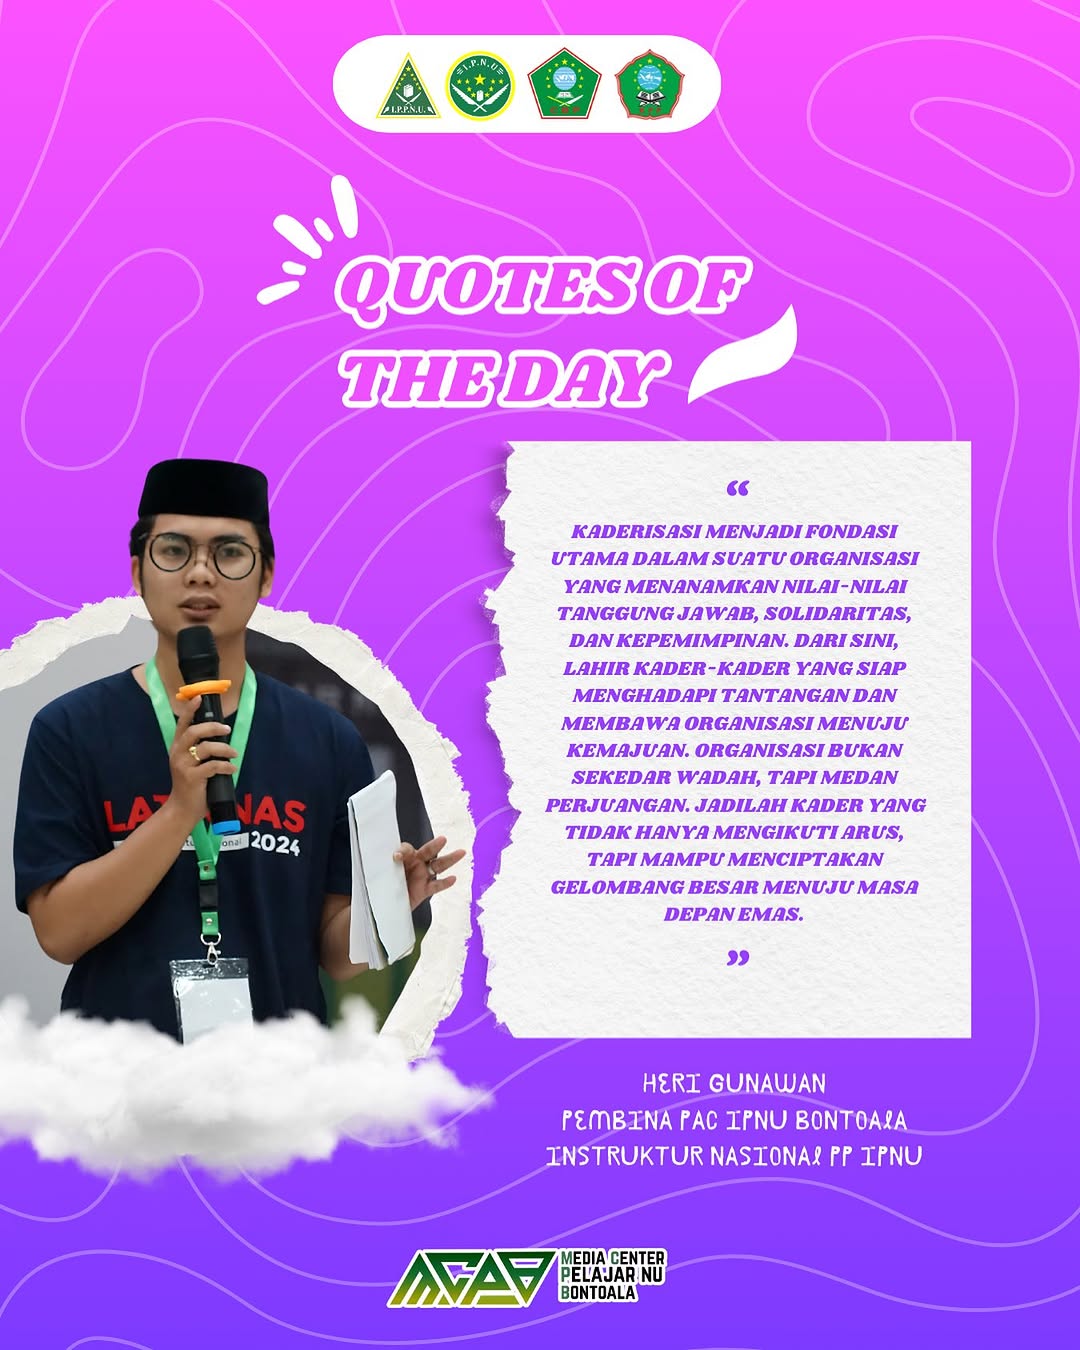 I.P.P.N.U.
I.P.N.U
QUOTES OF
THE DAY
“
KADERISASI MENJADI FONDASI
UTAMA DALAM SUATU ORGANISASI
YANG MENANAMKAN NILAI-NILAI
TANGGUNG JAWAB, SOLIDARITAS,
DAN KEPEMIMPINAN. DARI SINI,
LAHIR KADER-KADER YANG SIAP
MENGHADAPI TANTANGAN DAN
MEMBAWA ORGANISASI MENUJU
KEMAJUAN. ORGANISASI BUKAN
SEKEDAR WADAH, TAPI MEDAN
PERJUANGAN. JADILAH KADER YANG
TIDAK HANYA MENGIKUTI ARUS,
TAPI MAMPU MENCIPTAKAN
GELOMBANG BESAR MENUJU MASA
DEPAN EMAS.
”
2024
HERI GUNAWAN
PEMBINA PAC IPNU BONTOALA
INSTRUKTUR NASIONAL PP IPNU
MCPB
MEDIA CENTER
PELAJAR NU
BONTOALA